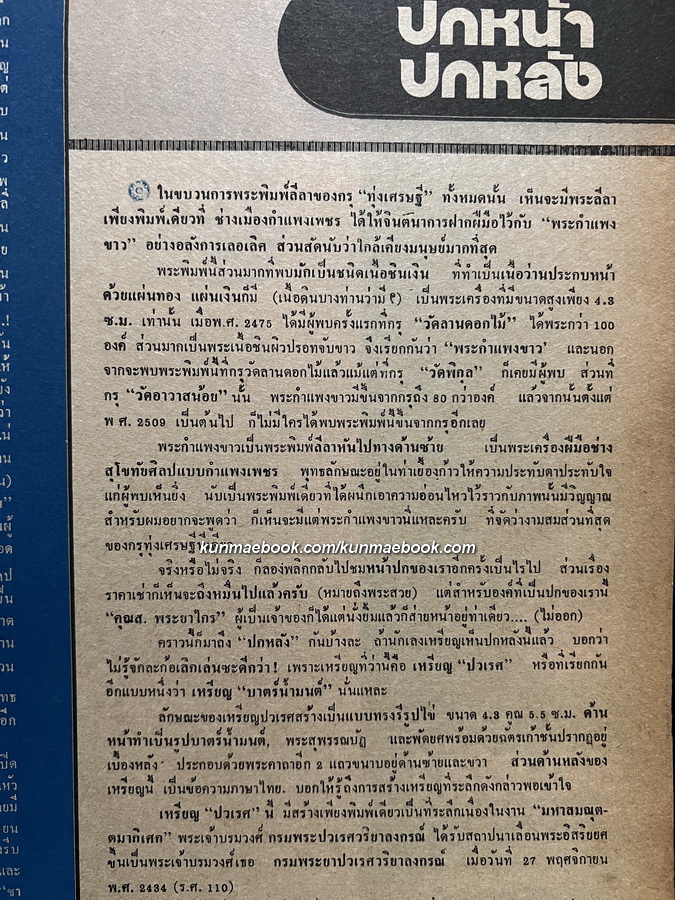 ปกหน้า
ปกหลัง
ในขบวนการพระพิมพ์ลีลาของกรุ “ทุ่งเศรษฐี” ทั้งหมดนั้น เห็นจะมีพระลีลา
เพียงพิมพ์เดียวที่ ช่างเมืองกำแพงเพชร ได้ให้จินตนาการฝากฝีมือไว้กับ “พระกำแพง
ขาว” อย่างอลังการเลอเลิศ ส่วนสัดนับว่าใกล้เคียงมนุษย์มากที่สุด
พระพิมพ์นี้ส่วนมากที่พบมักเป็นชนิดเนื้อชินเงิน ที่ทำเป็นเนื้อว่านประกบหน้า
ด้วยแผ่นทอง แผ่นเงินก็มี (เนื้อดินบางท่านว่ามี ?) เป็นพระเครื่องที่มีขนาดสูงเพียง 4.3
ซ.ม. เท่านั้น เมื่อพ.ศ. 2475 ได้มีผู้พบครั้งแรกที่กรุ “วัดลานดอกไม้” ได้พระกว่า 100
องค์ ส่วนมากเป็นพระเนื้อชินผิวปรอทจับขาว จึงเรียกกันว่า “พระกำแพงขาว’ และนอก
จากจะพบพระพิมพ์นี้ที่กรุวัดลานดอกไม้แล้วแม้แต่ที่กรุ “วัดพิกุล” ก็เคยมีผู้พบ ส่วนที่
กรุ “วัดอาวาสน้อย” นั้น พระกำแพงขาวมีขึ้นจากกรุถึง 80 กว่าองค์ แล้วจากนั้นตั้งแต่
พ ศ. 2509 เป็นต้นไป ก็ไม่มีใครได้พบพระพิมพ์นี้ขึ้นจากกรุอีกเลย
พระกำแพงขาวเป็นพระพิมพ์ลีลาหันไปทางด้านซ้าย เป็นพระเครื่องฝีมือช่าง
สุโขทัยศิลปแบบกำแพงเพชร พุทธลักษณะอยู่ในท่าเยื้องก้าวให้ความประทับตาประทับใจ
แก่ผู้พบเห็นยิ่ง นับเป็นพระพิมพ์เดียวที่ได้ผนึกเอาความอ่อนไหวไว้ราวกับภาพนั้นมีวิญญาณ
สำหรับผมอยากจะพูดว่า ก็เห็นจะมีแต่พระกำแพงขาวนี่แหละครับ ที่จัดว่างามสมส่วนที่สุด
ของกรุทุ่งเศรษฐี
kunmaebook.com/kunmaebook.com
จริงหรือไม่จริง ก็ลองพลิกกลับไปชมหน้าปกของเราอีกครั้งเป็นไรไป ส่วนเรื่อง
ราคาเช่าก็เห็นจะถึงหมื่นไปแล้วครับ (หมายถึงพระสวย) แต่สำหรับองค์ที่เป็นปกของเรานี้
“คุณส. พระยาไกร” ผู้เป็นเจ้าของก็ได้แต่นั่งยิ้มแล้วก็ส่ายหน้าอยู่ท่าเดียว.... (ไม่ออก)
คราวนี้ก็มาถึง “ปกหลัง” กันบ้างละ ถ้านักเลงเหรียญเห็นปกหลังนี้แล้ว บอกว่า
ไม่รู้จักละก้อเลิกเล่นซะดีกว่า! เพราะเหรียญที่ว่านี้คือ เหรียญ “ปวเรศ” หรือที่เรียกกัน
อีกแบบหนึ่งว่า เหรียญ “บาตร์น้ำมนต์” นั่นแหละ
ลักษณะของเหรียญปวเรศสร้างเป็นแบบทรงรีรูปไข่ ขนาด 4.3 คูณ 5.5 ซ.ม. ด้าน
หน้าทำเป็นรูปบาตร์น้ำมนต์, พระสุพรรณบัฏ และพัดยศพร้อมด้วยฉัตรเก้าชั้นปรากฏอยู่
เบื้องหลัง ประกอบด้วยพระคาถาอีก 2 แถวขนาบอยู่ด้านซ้ายและขวา ส่วนด้านหลังของ
เหรียญนี้ เป็นข้อความภาษาไทย. บอกให้รู้ถึงการสร้างเหรียญที่ระลึกดังกล่าวพอเข้าใจ
เหรียญ “ปวเรศ” นี้ มีสร้างเพียงพิมพ์เดียวเป็นที่ระลึกเนื่องในงาน “มหาสมณุต-
ตมาภิเศก” พระเจ้าบรมวงศ์ กรมพระปวเรศวริยาลงกรณ์ ได้รับสถาปนาเลื่อนพระอิสริยยศ
ขึ้นเป็นพระเจ้าบรมวงศ์เธอ กรมพระยาปวเรศวริยาลงกรณ์ เมื่อวันที่ 27 พฤศจิกายน
พ.ศ. 2434 (ร.ศ. 110)